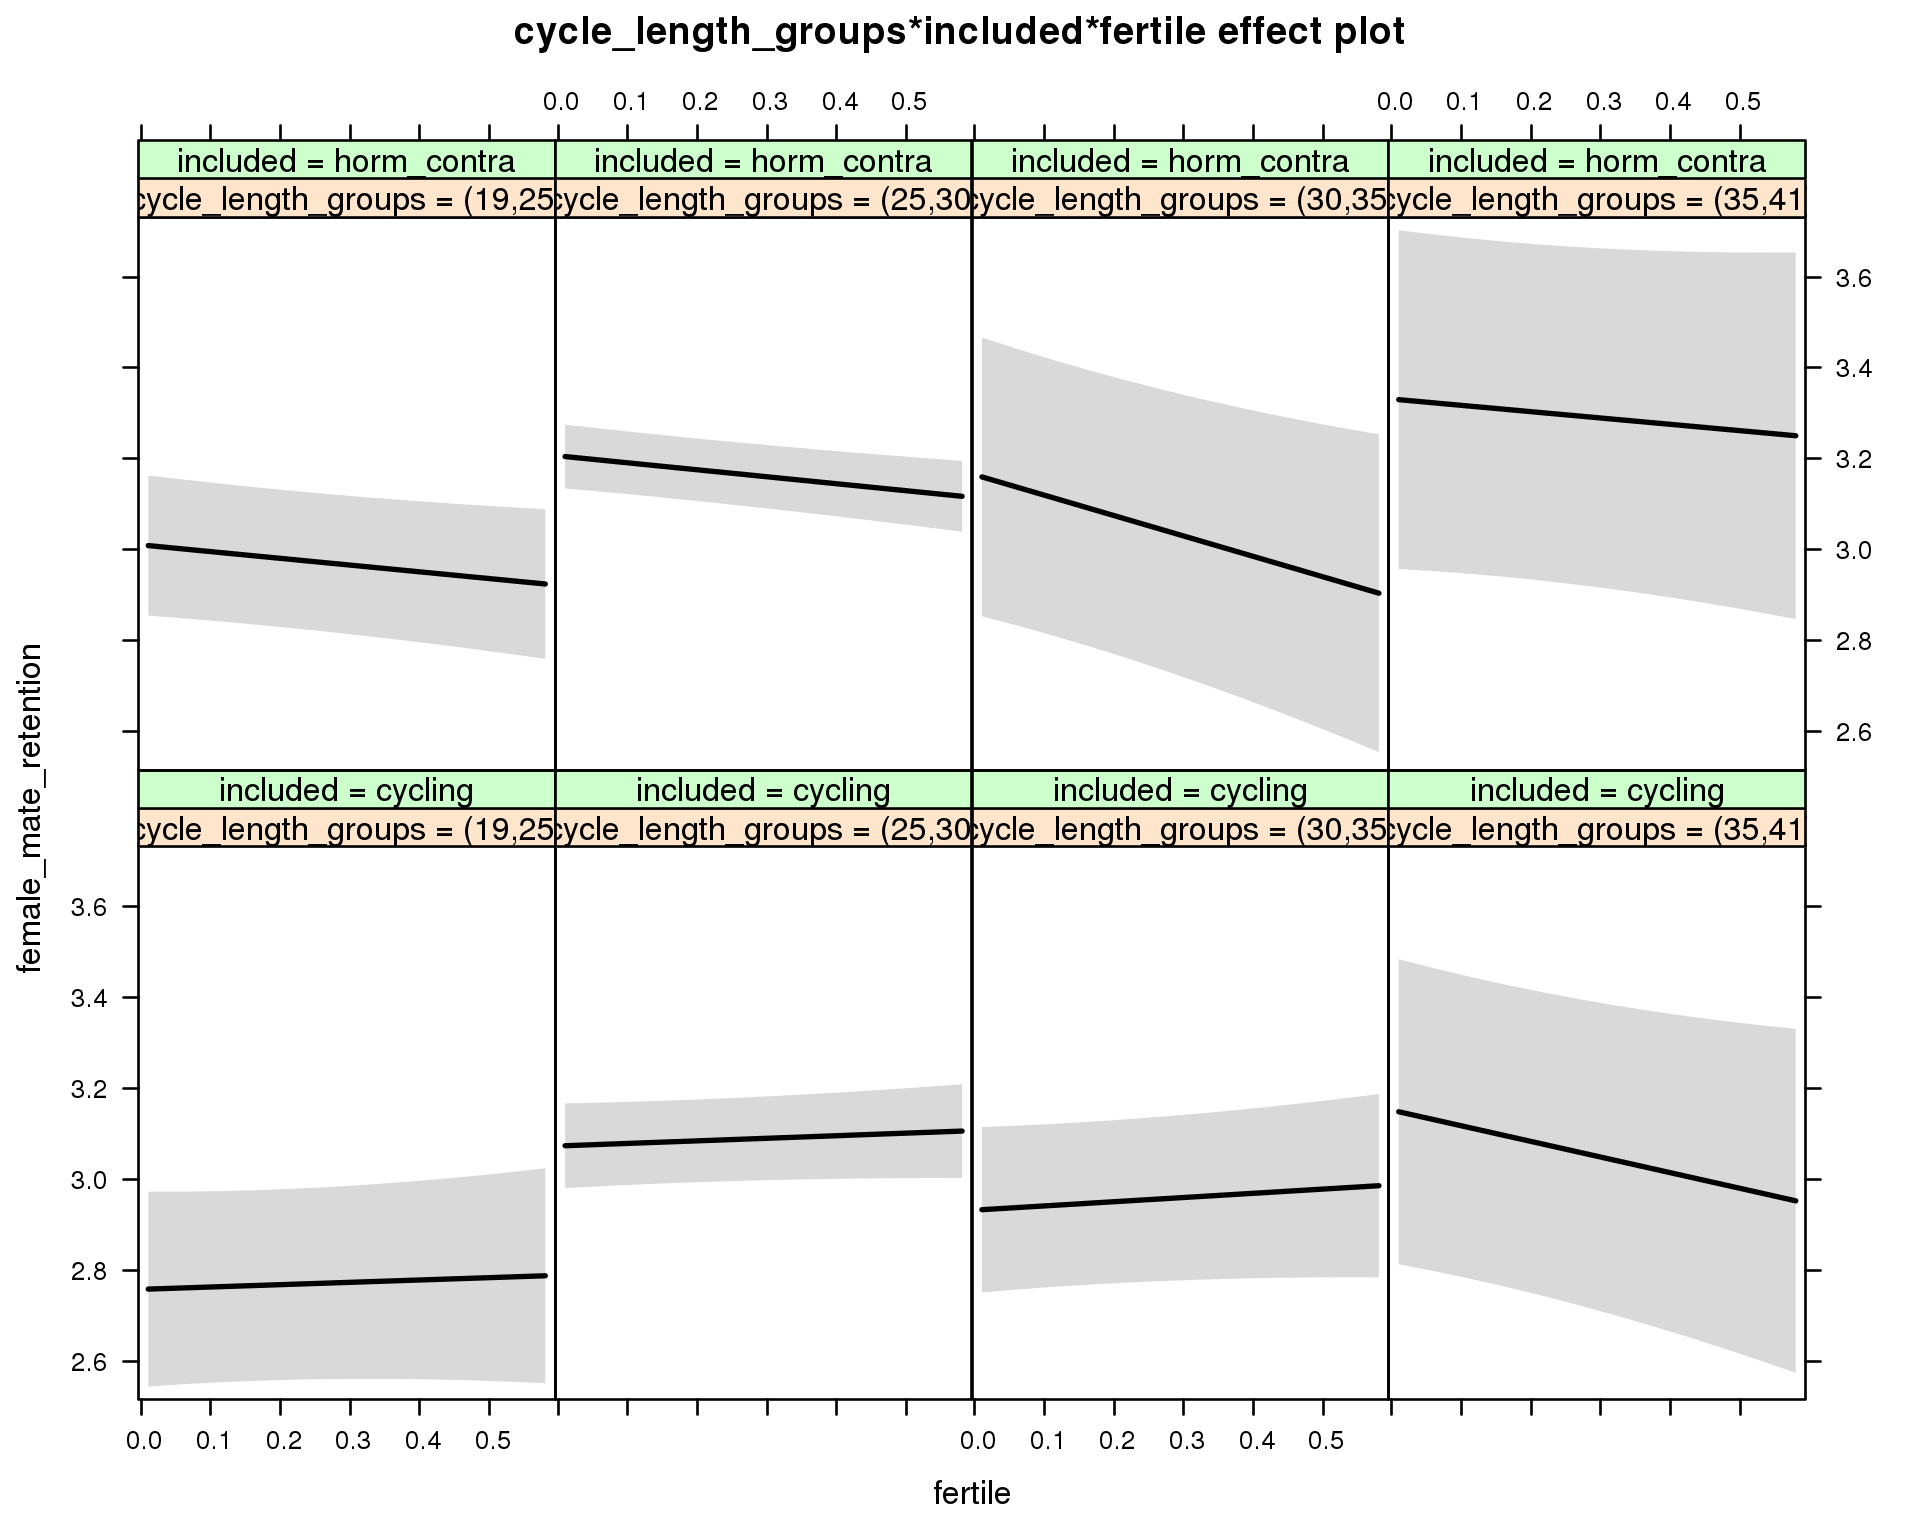 cycle_length_groups*included*fertile effect plot
0.0 0.1 0.2 0.3 0.4 0.5 0.0 0.1 0.2 0.3 0.4 0.5
included = horm_contra included = horm_contra included = horm_contra included = horm_contra
cycle_length_groups = (19,25 cycle_length_groups = (25,30 cycle_length_groups = (30,35 cycle_length_groups = (35,41
3.6
3.4
3.2
3.0
2.8
2.6
female_mate_retention
included = cycling included = cycling included = cycling included = cycling
cycle_length_groups = (19,25 cycle_length_groups = (25,30 cycle_length_groups = (30,35 cycle_length_groups = (35,41
3.6
3.4
3.2
3.0
2.8
2.6
0.0 0.1 0.2 0.3 0.4 0.5 0.0 0.1 0.2 0.3 0.4 0.5
fertile